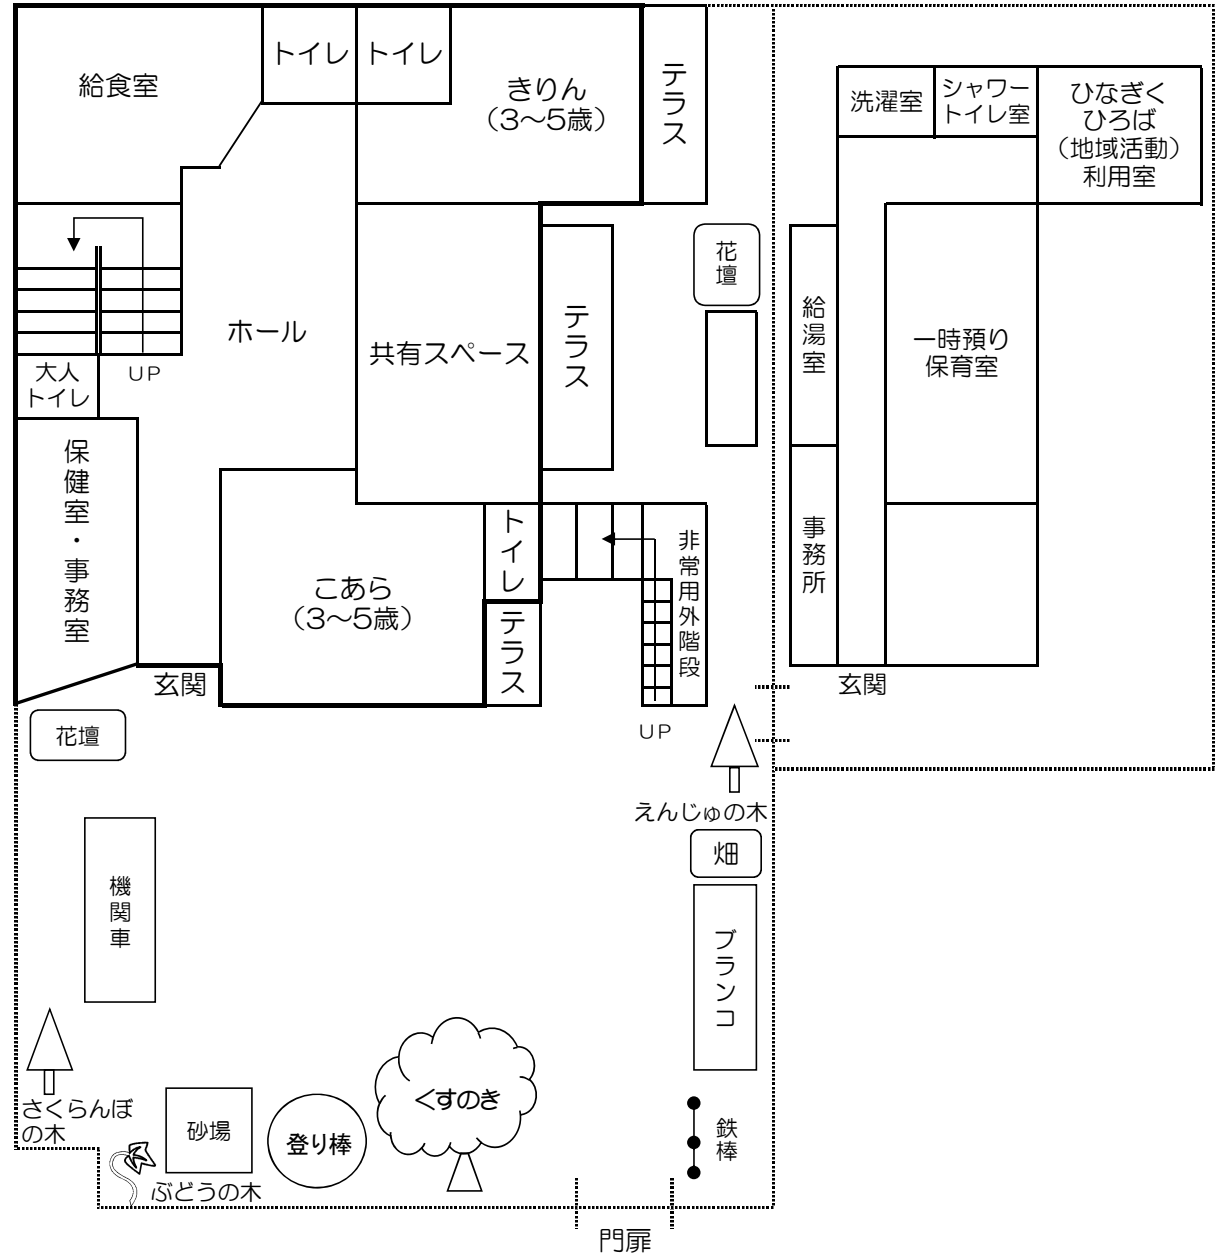 給食室
トイレ
トイレ
きりん
（3～5歳）
テラス
洗濯室
シャワー
トイレ室
ひなぎく
ひろば
（地域活動）
利用室
花壇
給湯室
一時預り
保育室
ホール
共有スペース
テラス
大人
トイレ
UP
保健室・事務室
こあら
（3～5歳）
トイレ
テラス
非常用外階段
事務所
玄関
玄関
花壇
UP
えんじゅの木
畑
機関車
ブランコ
さくらんぼ
の木
砂場
登り棒
くすのき
鉄棒
ぶどうの木
門扉